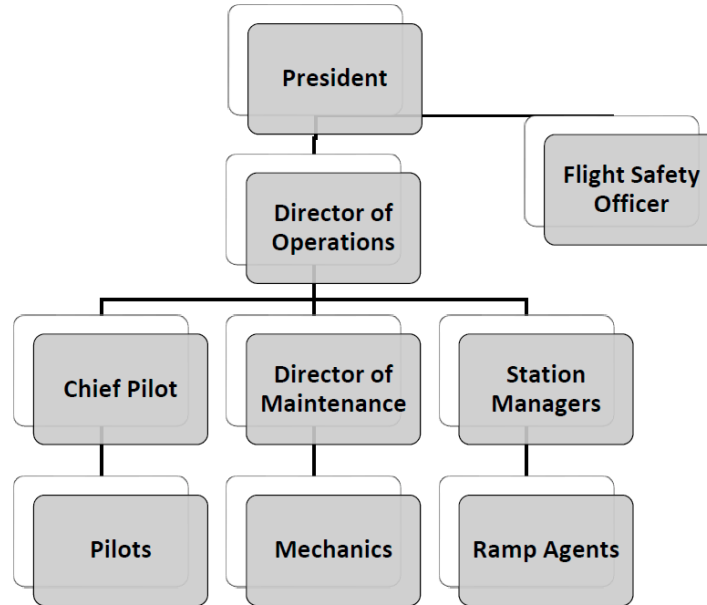 President
Flight Safety
Officer
Director of
Operations
Chief Pilot
Director of
Maintenance
Station
Managers
Pilots
Mechanics
Ramp Agents